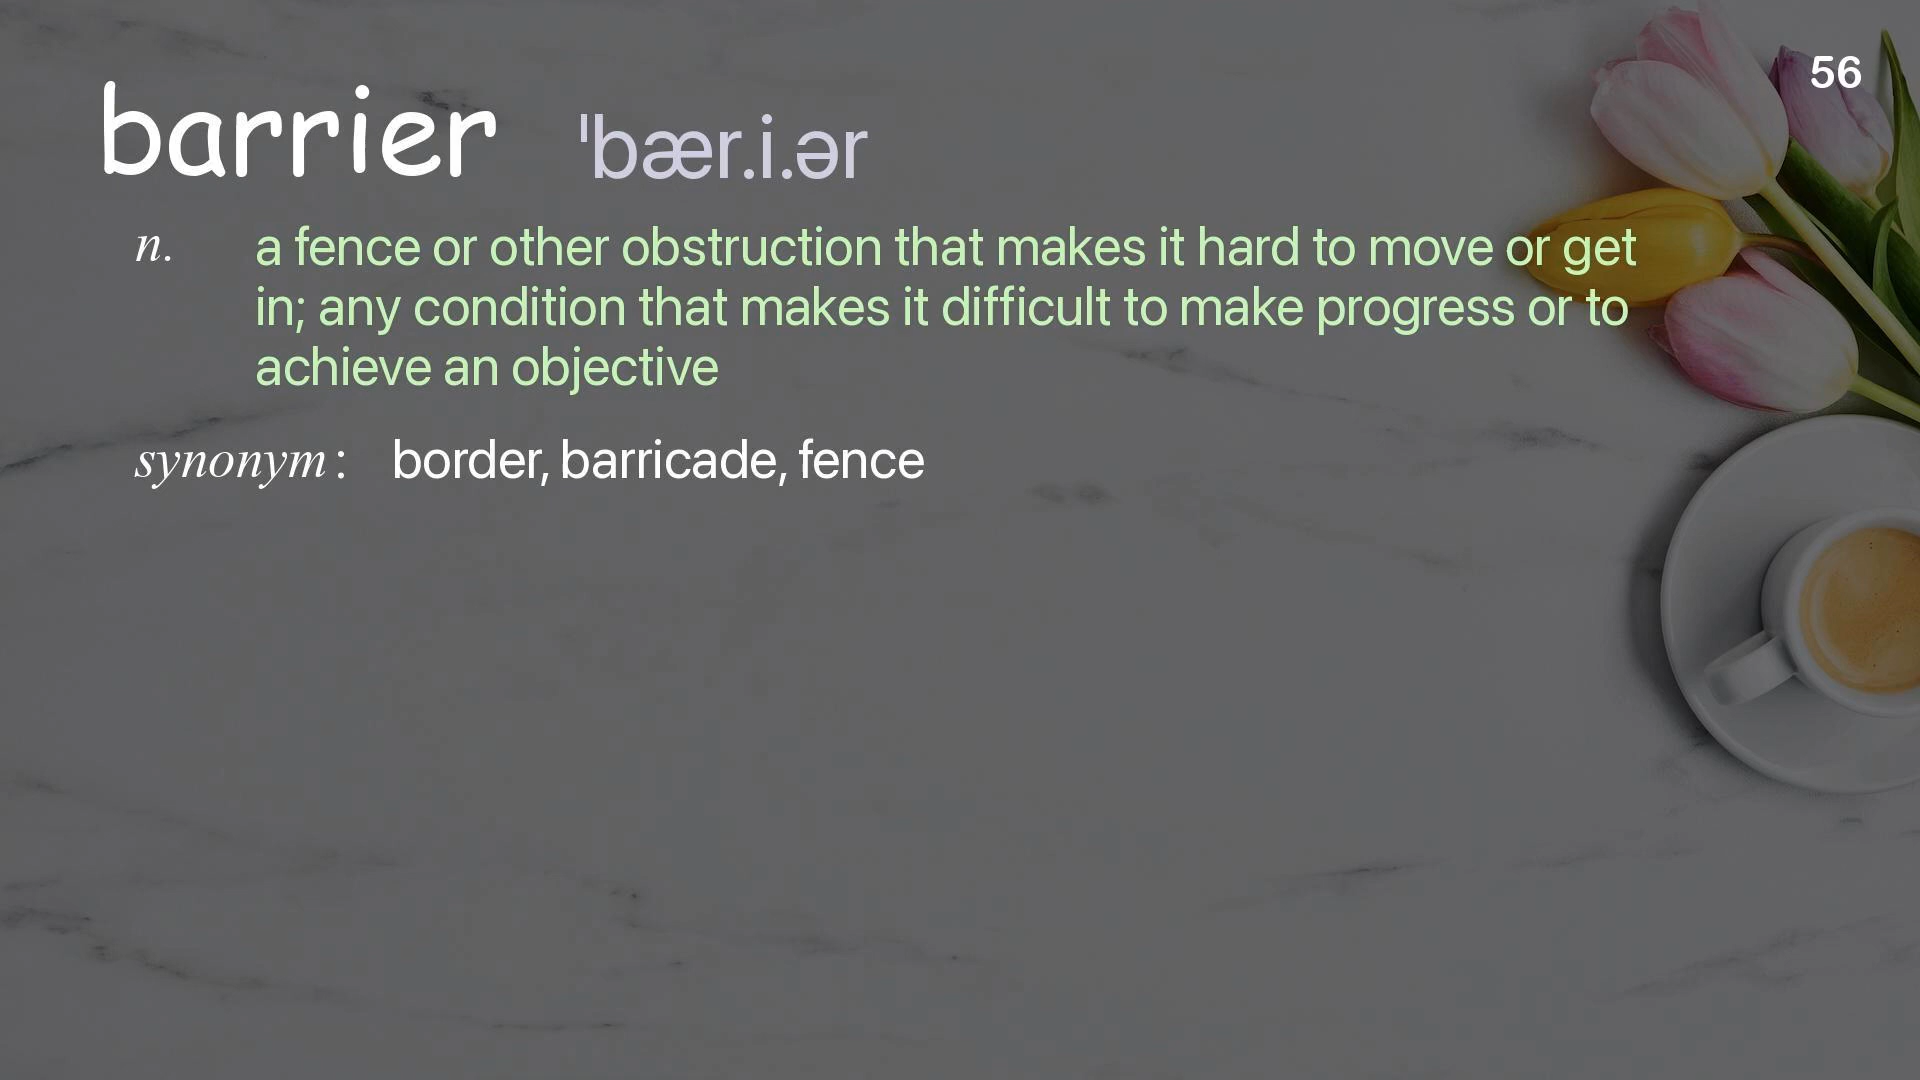 56
barrier ˈbær.i.ər
n. a fence or other obstruction that makes it hard to move or get
in; any condition that makes it difficult to make progress or to
achieve an objective
synonym: border, barricade, fence